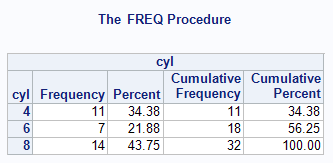 The FREQ Procedure
cyl
cyl Frequency Percent Cumulative Frequency Cumulative Percent
4 11 34.38 11 34.38
6 7 21.88 18 56.25
8 14 43.75 32 100.00